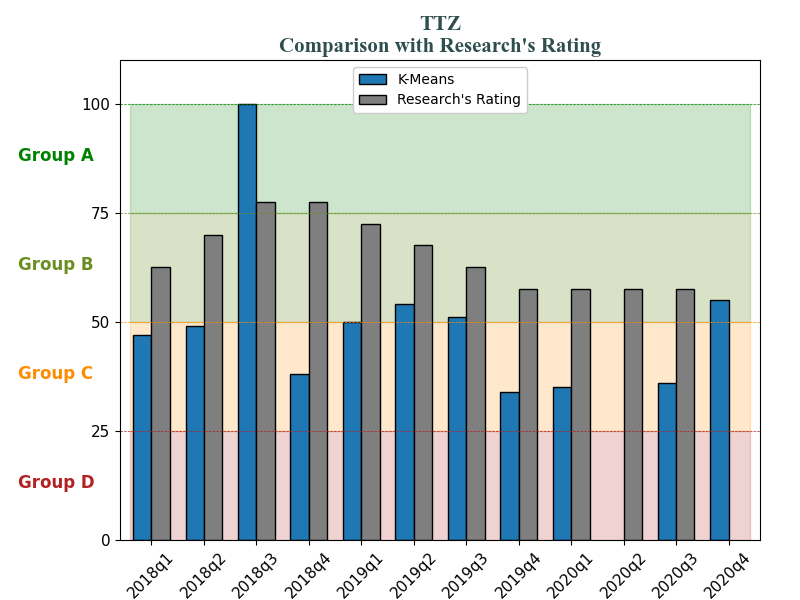 TTZ
Comparison with Research's Rating
K-Means
Research's Rating
100
Group A
75
Group B
50
Group C
25
Group D
0
2018q1
2018q2
2018q3
2018q4
2019q1
2019q2
2019q3
2019q4
2020q1
2020q2
2020q3
2020q4